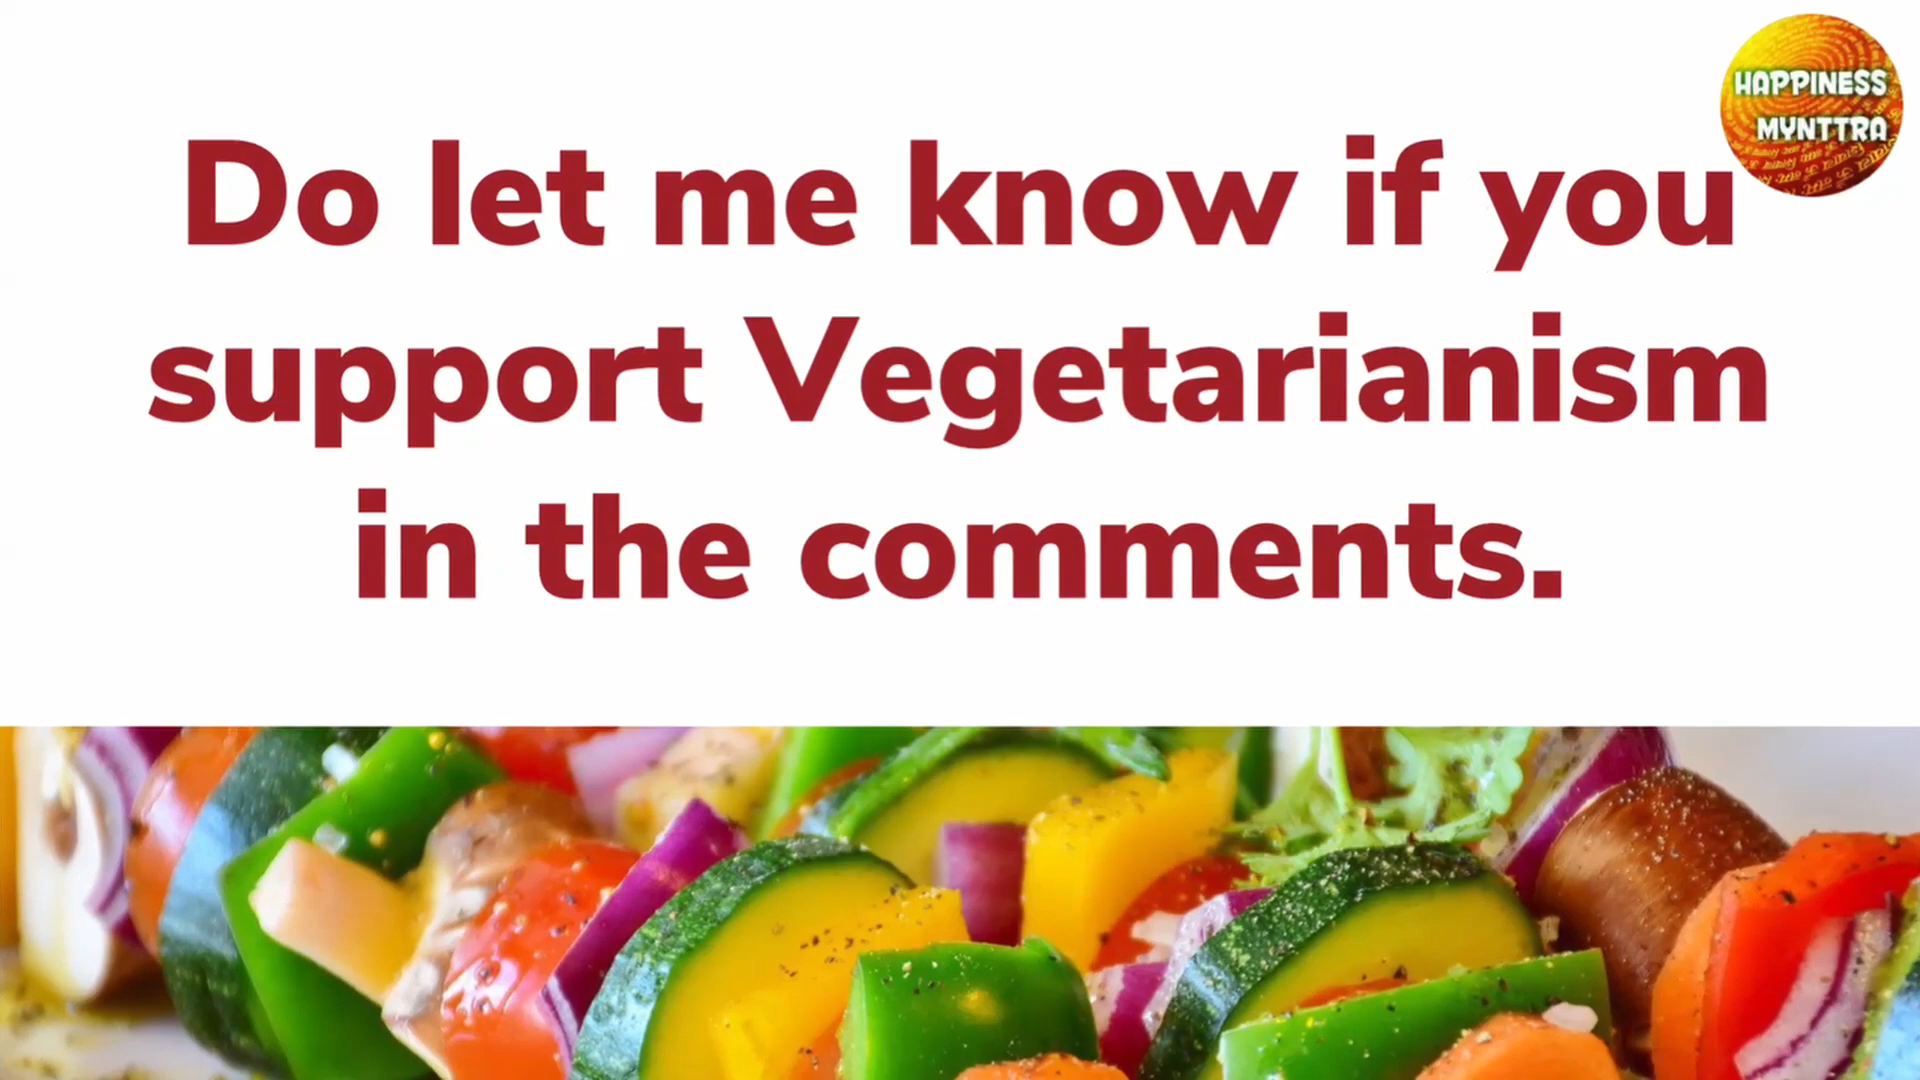 HAPPINESS
MYNTTRA
Do let me know if you
support Vegetarianism
in the comments.